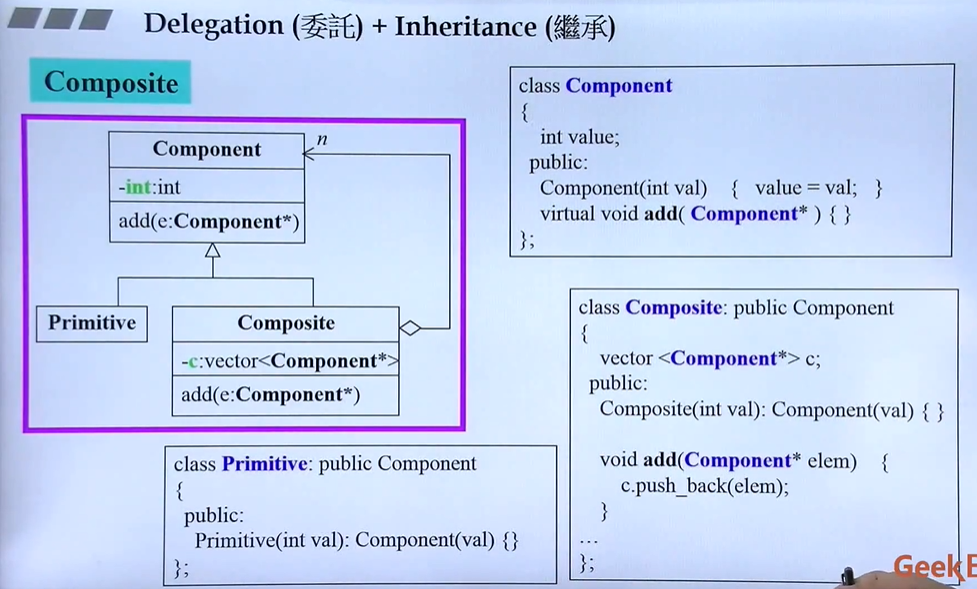 Delegation (委託) + Inheritance (繼承)
Composite
Component
n
-int:int
add(e:Component*)
Primitive
Composite
-c:vector<Component*>
add(e:Component*)
class Component
{
int value;
public:
Component(int val) { value = val; }
virtual void add( Component* ) { }
};
class Composite: public Component
{
vector <Component*> c;
public:
Composite(int val): Component(val) { }
void add(Component* elem) {
c.push_back(elem);
}
…
};
class Primitive: public Component
{
public:
Primitive(int val): Component(val) {}
};